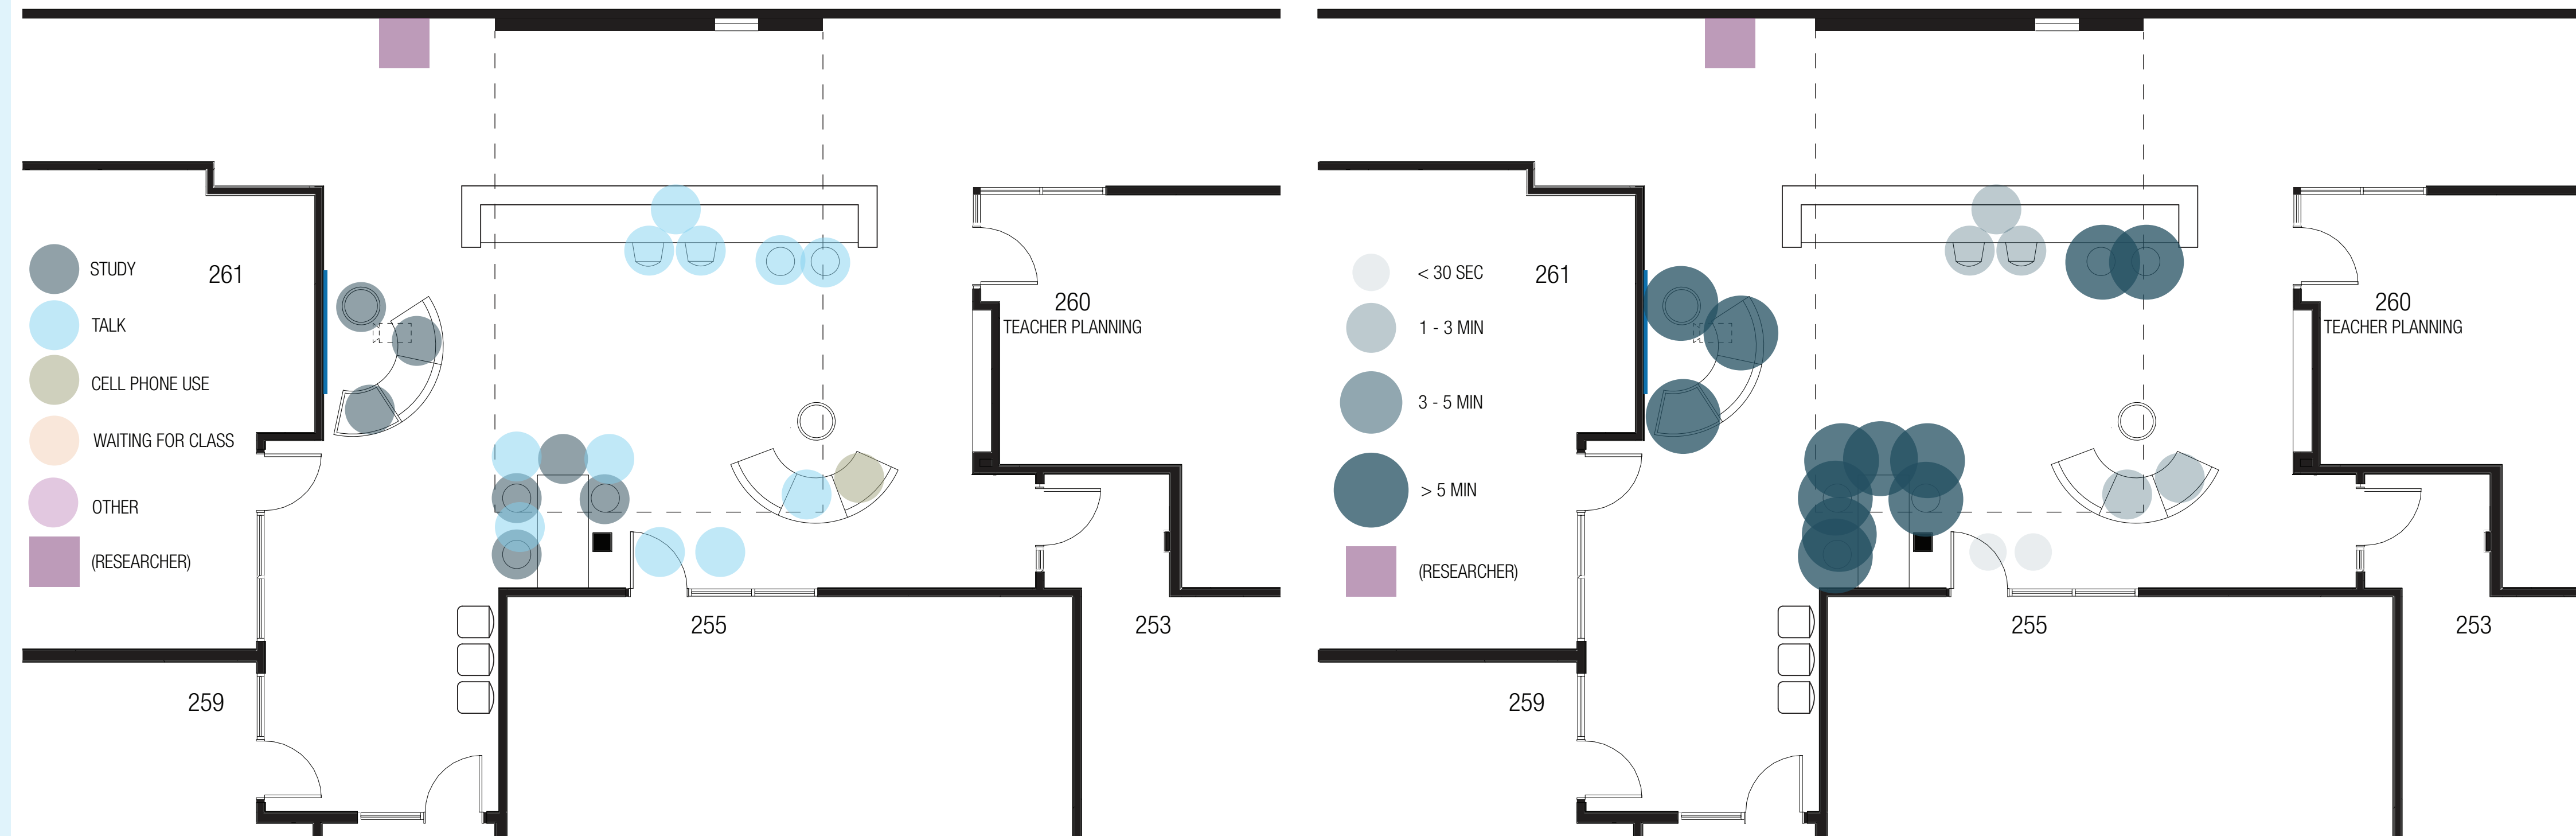 STUDY
TALK
CELL PHONE USE
WAITING FOR CLASS
OTHER
(RESEARCHER)
261
260
TEACHER PLANNING
255
253
259
< 30 SEC
1 - 3 MIN
3 - 5 MIN
> 5 MIN
(RESEARCHER)
261
260
TEACHER PLANNING
255
253
259